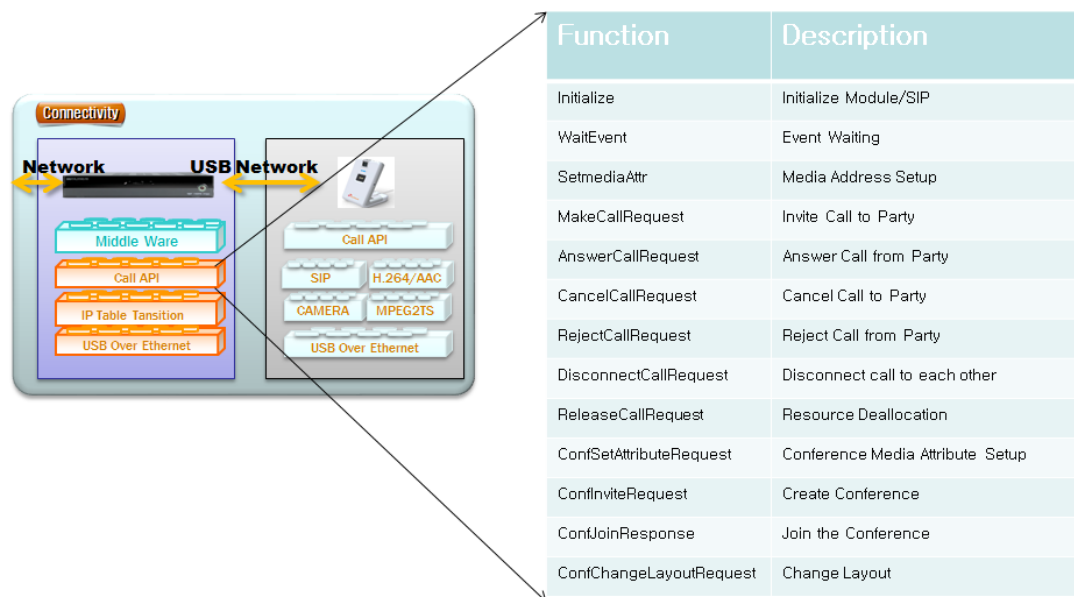 Connectivity
Network
USB Network
Middle Ware
Call API
IP Table Tansition
USB Over Ethernet
Call API
SIP
H.264/AAC
CAMERA
MPEG2TS
USB Over Ethernet
Function Description
Initialize Initialize Module/SIP
WaitEvent Event Waiting
SetmediaAttr Media Address Setup
MakeCallRequest Invite Call to Party
AnswerCallRequest Answer Call from Party
CancelCallRequest Cancel Call to Party
RejectCallRequest Reject Call from Party
DisconnectCallRequest Disconnect call to each other
ReleaseCallRequest Resource Deallocation
ConfSetAttributeRequest Conference Media Attribute Setup
ConfInviteRequest Create Conference
ConfJoinResponse Join the Conference
ConfChangeLayoutRequest Change Layout